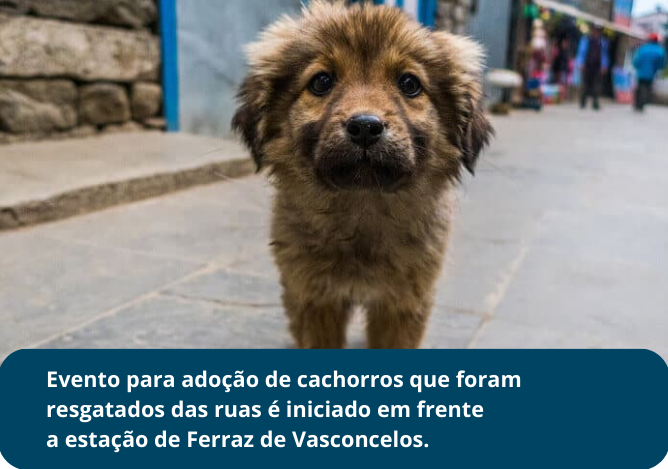 Evento para adoção de cachorros que foram
resgatados das ruas é iniciado em frente
a estação de Ferraz de Vasconcelos.